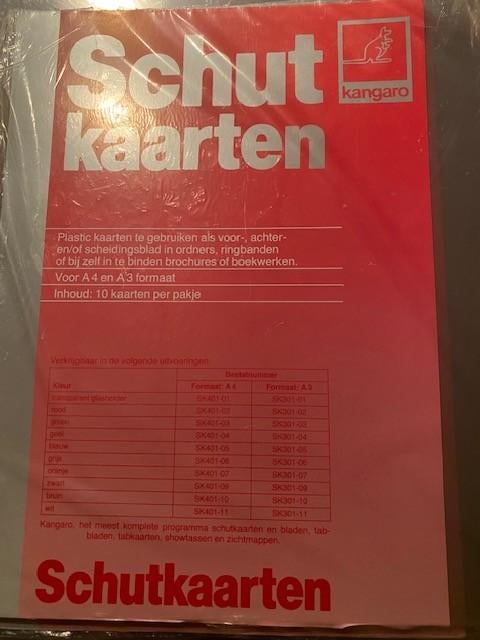 Schut
kaarten
kangaro
Plastic kaarten te gebruiken als voor-, achter-
en/of scheidingsblad in ordners, ringbanden
of bij zelf in te binden brochures of boekwerken.
Voor A4 en A3 formaat
Inhoud: 10 kaarten per pakje
Verkrijgbaar in de volgende uitvoeringen:
Bestelnummer
Kleur Formaat: A4 Formaat: A3
transparant glashelder SK401-01 SK301-01
rood SK401-02 SK301-02
groen SK401-03 SK301-03
geel SK401-04 SK301-04
blauw SK401-05 SK301-05
grijs SK401-06 SK301-06
oranje SK401-07 SK301-07
zwart SK401-09 SK301-09
bruin SK401-10 SK301-10
wit SK401-11 SK301-11
Kangaro, het meest komplete programma schutkaarten en bladen, tab-
bladen, tabkaarten, showtassen en zichtmappen.
Schutkaarten